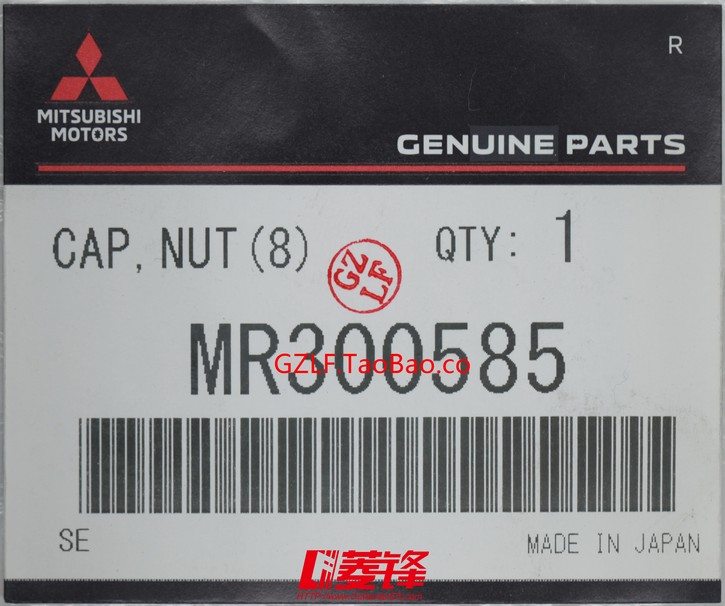 R
MITSUBISHI
MOTORS
GENUINE PARTS
CAP, NUT(8)
QTY: 1
GZ
LF
MR300585
GZLF.TaoBao.co
SE
MADE IN JAPAN
菱锋